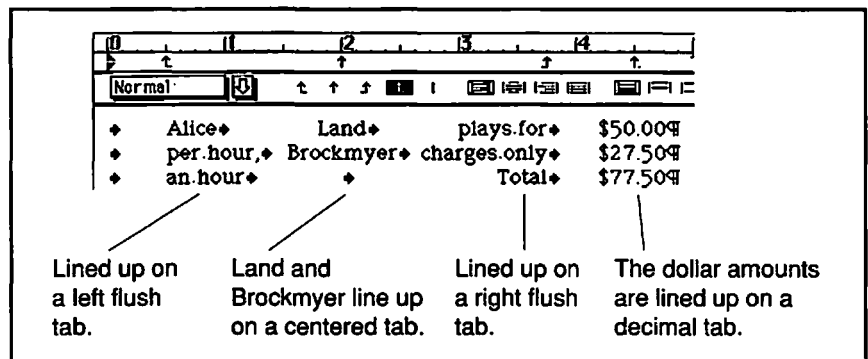 0 1 2 3 4
Normal
Alice Land plays.for $50.00¶
per.hour, Brockmyer charges.only $27.50¶
an.hour Total $77.50¶
Lined up on a left flush tab.
Land and Brockmyer line up on a centered tab.
Lined up on a right flush tab.
The dollar amounts are lined up on a decimal tab.